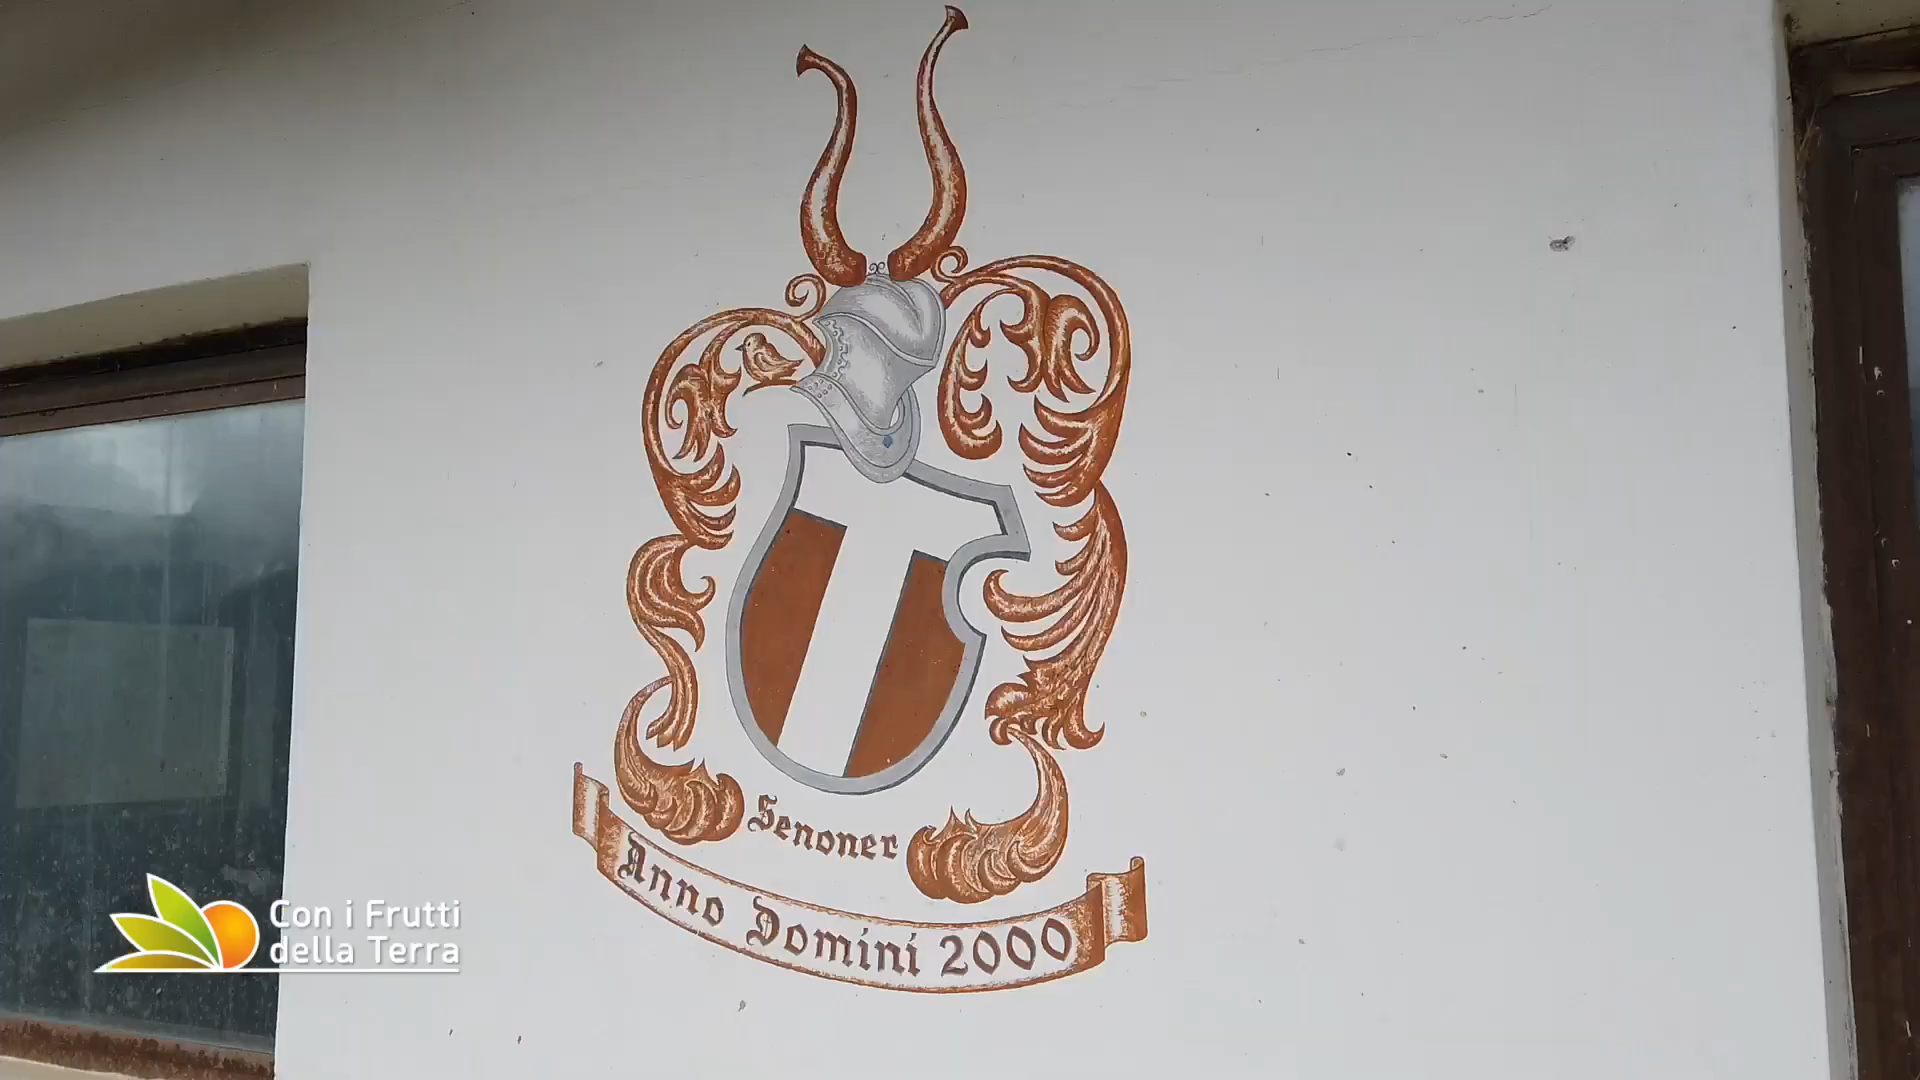 Senoner
Anno Domini 2000
Con i Frutti
della Terra